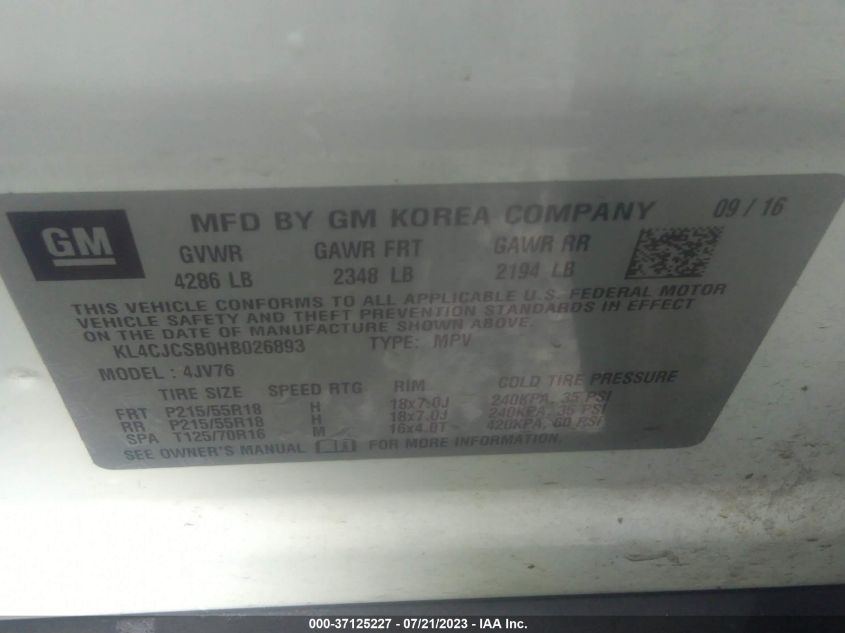 GM
MFD BY GM KOREA COMPANY 09 / 16
GVWR GAWR FRT GAWR RR
4286 LB 2348 LB 2194 LB
THIS VEHICLE CONFORMS TO ALL APPLICABLE U.S. FEDERAL MOTOR
VEHICLE SAFETY AND THEFT PREVENTION STANDARDS IN EFFECT
ON THE DATE OF MANUFACTURE SHOWN ABOVE.
KL4CJCSB0HB026893 TYPE: MPV
MODEL : 4JV76
TIRE SIZE SPEED RTG RIM COLD TIRE PRESSURE
FRT P215/55R18 H 18x7.0J 240KPA, 35 PSI
RR P215/55R18 H 18x7.0J 240KPA, 35 PSI
SPA T125/70R16 M 16x4.0T 420KPA, 60 PSI
SEE OWNER'S MANUAL FOR MORE INFORMATION.
000-37125227 - 07/21/2023 - IAA Inc.